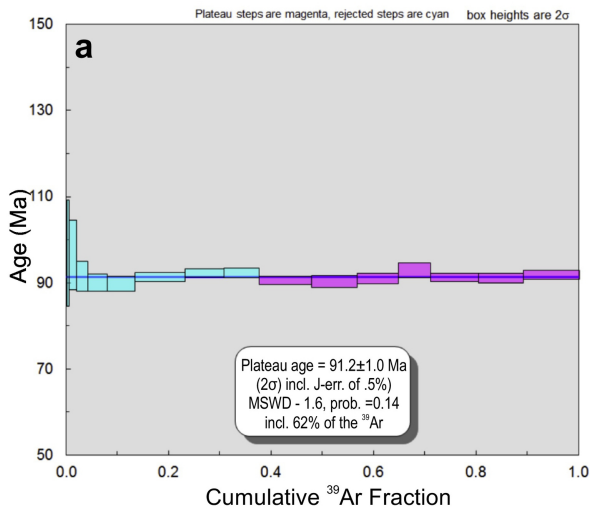 Plateau steps are magenta, rejected steps are cyan box heights are 2σ
a
150
130
110
90
70
50
Age (Ma)
Plateau age = 91.2±1.0 Ma
(2σ) incl. J-err. of .5%)
MSWD - 1.6, prob. =0.14
incl. 62% of the ³⁹Ar
0.0 0.2 0.4 0.6 0.8 1.0
Cumulative ³⁹Ar Fraction